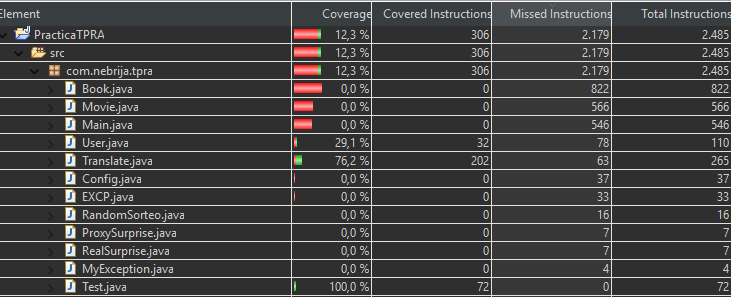 Element Coverage Covered Instructions Missed Instructions Total Instructions
PracticaTPRA 12,3 % 306 2.179 2.485
src 12,3 % 306 2.179 2.485
com.nebrija.tpra 12,3 % 306 2.179 2.485
Book.java 0,0 % 0 822 822
Movie.java 0,0 % 0 566 566
Main.java 0,0 % 0 546 546
User.java 29,1 % 32 78 110
Translate.java 76,2 % 202 63 265
Config.java 0,0 % 0 37 37
EXCP.java 0,0 % 0 33 33
RandomSorteo.java 0,0 % 0 16 16
ProxySurprise.java 0,0 % 0 7 7
RealSurprise.java 0,0 % 0 7 7
MyException.java 0,0 % 0 4 4
Test.java 100,0 % 72 0 72